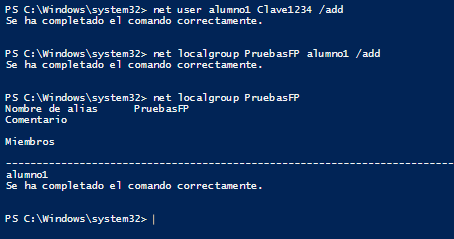 PS C:\Windows\system32> net user alumno1 Clave1234 /add
Se ha completado el comando correctamente.
PS C:\Windows\system32> net localgroup PruebasFP alumno1 /add
Se ha completado el comando correctamente.
PS C:\Windows\system32> net localgroup PruebasFP
Nombre de alias     PruebasFP
Comentario
Miembros
-------------------------------------------------------------------------------
alumno1
Se ha completado el comando correctamente.
PS C:\Windows\system32>